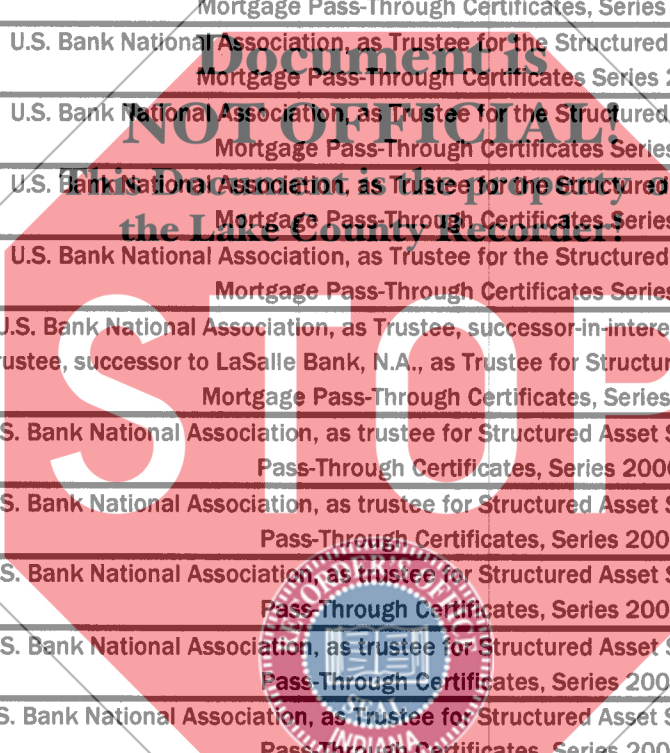 Mortgage Pass-Through Certificates, Series
U.S. Bank National Association, as Trustee for the Structured
Document is
Mortgage Pass-Through Certificates Series
U.S. Bank National Association, as Trustee for the Structured
NOT OFFICIAL!
Mortgage Pass-Through Certificates Series
U.S. Bank National Association, as Trustee for the Structured
This Document is the property of
Mortgage Pass-Through Certificates Series
the Lake County Recorder!
U.S. Bank National Association, as Trustee for the Structured
Mortgage Pass-Through Certificates Series
U.S. Bank National Association, as Trustee, successor-in-intere
rustee, successor to LaSalle Bank, N.A., as Trustee for Structu
Mortgage Pass-Through Certificates, Series
STOP
S. Bank National Association, as trustee for Structured Asset S
Pass-Through Certificates, Series 200
S. Bank National Association, as trustee for Structured Asset S
Pass-Through Certificates, Series 200
S. Bank National Association, as trustee for Structured Asset S
RECORDER'S OFFICE
Pass-Through Certificates, Series 200
S. Bank National Association, as trustee for Structured Asset S
Pass-Through Certificates, Series 200
SEAL
S. Bank National Association, as Trustee for Structured Asset S
INDIANA
Pass-Through Certificates, Series 200